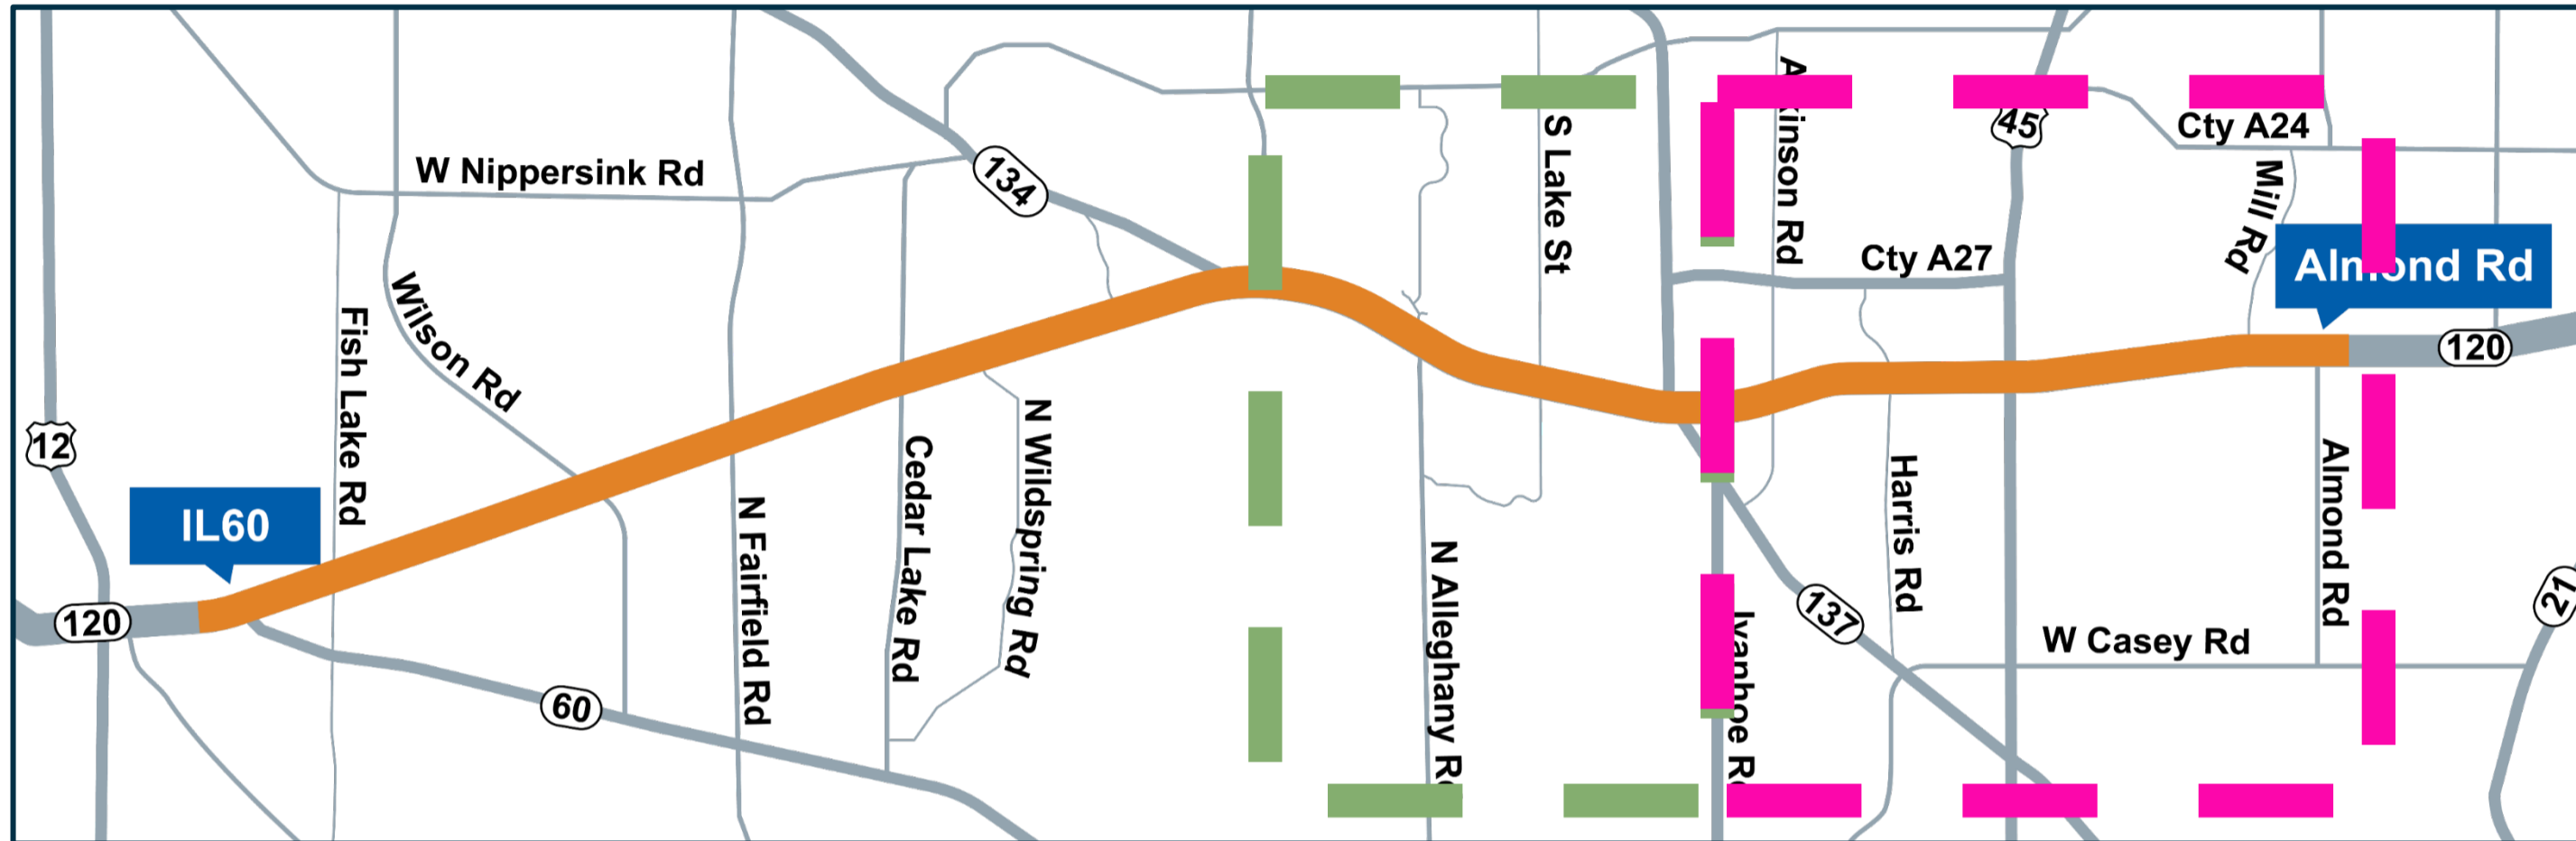 W Nippersink Rd
134
S Lake St
Rd
45
Cty A24
Mill Rd
Cty A27
Almond Rd
120
Wilson Rd
Fish Lake Rd
12
IL60
120
60
N Fairfield Rd
Cedar Lake Rd
N Wildspring Rd
N Alleghany
Ivanhoe
137
Harris Rd
W Casey Rd
Almond Rd
21